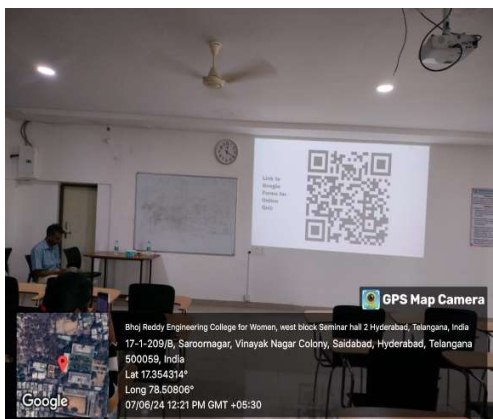 Link to
Google
Forms for
Online
Quiz
GPS Map Camera
Bhoj Reddy Engineering College for Women, west block Seminar hall 2 Hyderabad, Telangana, India
17-1-209/B, Saroornagar, Vinayak Nagar Colony, Saidabad, Hyderabad, Telangana
500059, India
Lat 17.354314°
Long 78.50806°
07/06/24 12:21 PM GMT +05:30
Google